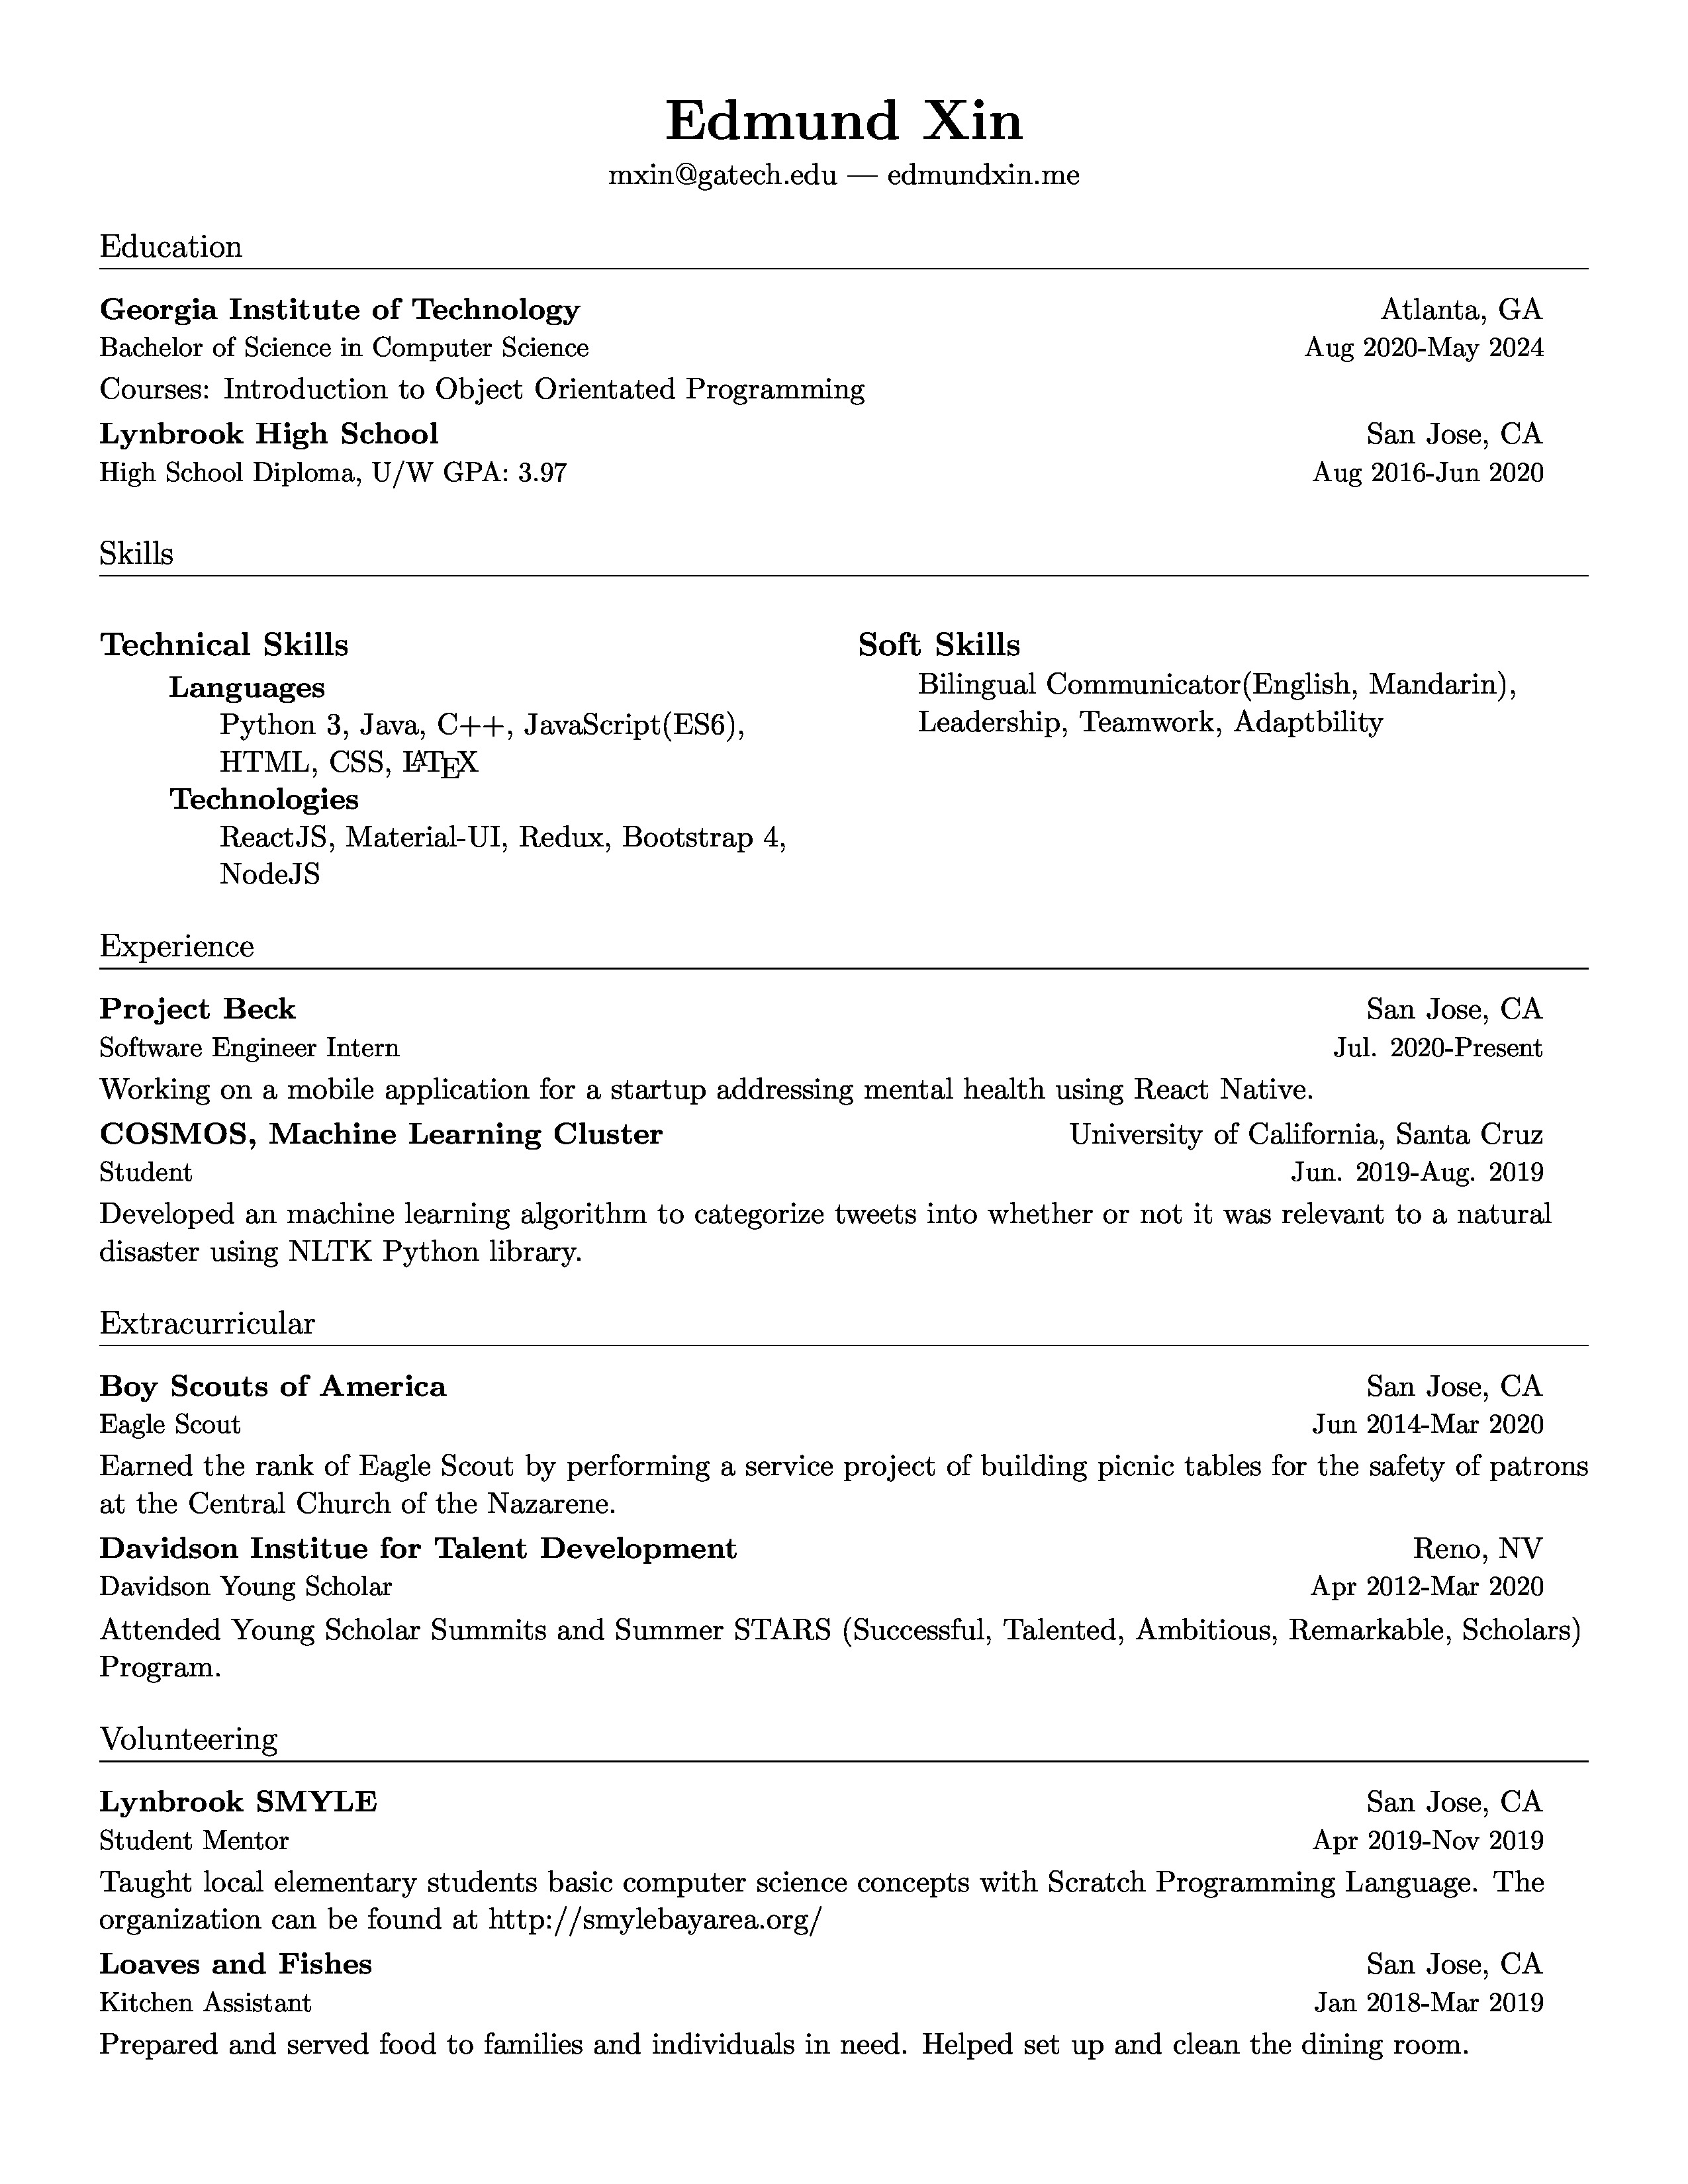 Edmund Xin
mxin@gatech.edu — edmundxin.me
Education
Georgia Institute of Technology Atlanta, GA
Bachelor of Science in Computer Science Aug 2020-May 2024
Courses: Introduction to Object Orientated Programming
Lynbrook High School San Jose, CA
High School Diploma, U/W GPA: 3.97 Aug 2016-Jun 2020
Skills
Technical Skills
Languages
Python 3, Java, C++, JavaScript(ES6),
HTML, CSS, LATEX
Technologies
ReactJS, Material-UI, Redux, Bootstrap 4,
NodeJS
Soft Skills
Bilingual Communicator(English, Mandarin),
Leadership, Teamwork, Adaptbility
Experience
Project Beck San Jose, CA
Software Engineer Intern Jul. 2020-Present
Working on a mobile application for a startup addressing mental health using React Native.
COSMOS, Machine Learning Cluster University of California, Santa Cruz
Student Jun. 2019-Aug. 2019
Developed an machine learning algorithm to categorize tweets into whether or not it was relevant to a natural
disaster using NLTK Python library.
Extracurricular
Boy Scouts of America San Jose, CA
Eagle Scout Jun 2014-Mar 2020
Earned the rank of Eagle Scout by performing a service project of building picnic tables for the safety of patrons
at the Central Church of the Nazarene.
Davidson Institue for Talent Development Reno, NV
Davidson Young Scholar Apr 2012-Mar 2020
Attended Young Scholar Summits and Summer STARS (Successful, Talented, Ambitious, Remarkable, Scholars)
Program.
Volunteering
Lynbrook SMYLE San Jose, CA
Student Mentor Apr 2019-Nov 2019
Taught local elementary students basic computer science concepts with Scratch Programming Language. The
organization can be found at http://smylebayarea.org/
Loaves and Fishes San Jose, CA
Kitchen Assistant Jan 2018-Mar 2019
Prepared and served food to families and individuals in need. Helped set up and clean the dining room.